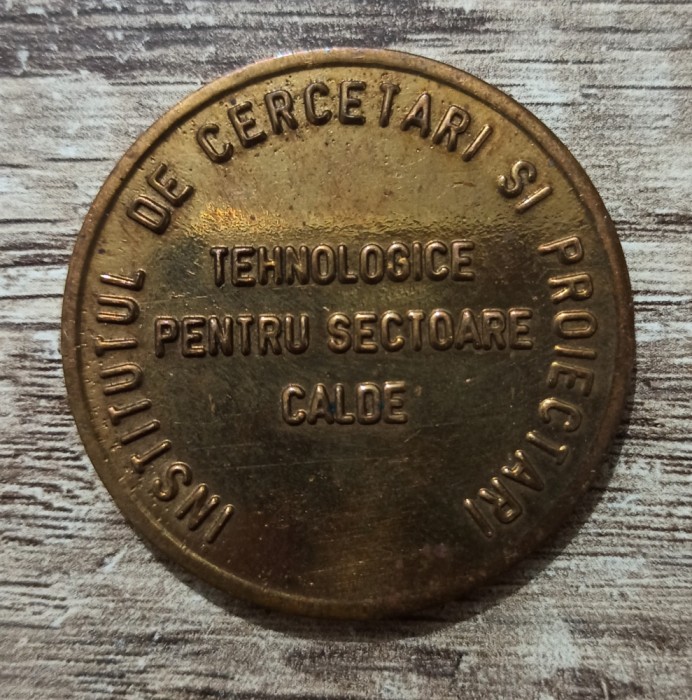 INSTITUTUL DE CERCETARI SI PROIECTARI
TEHNOLOGICE
PENTRU SECTOARE
CALDE